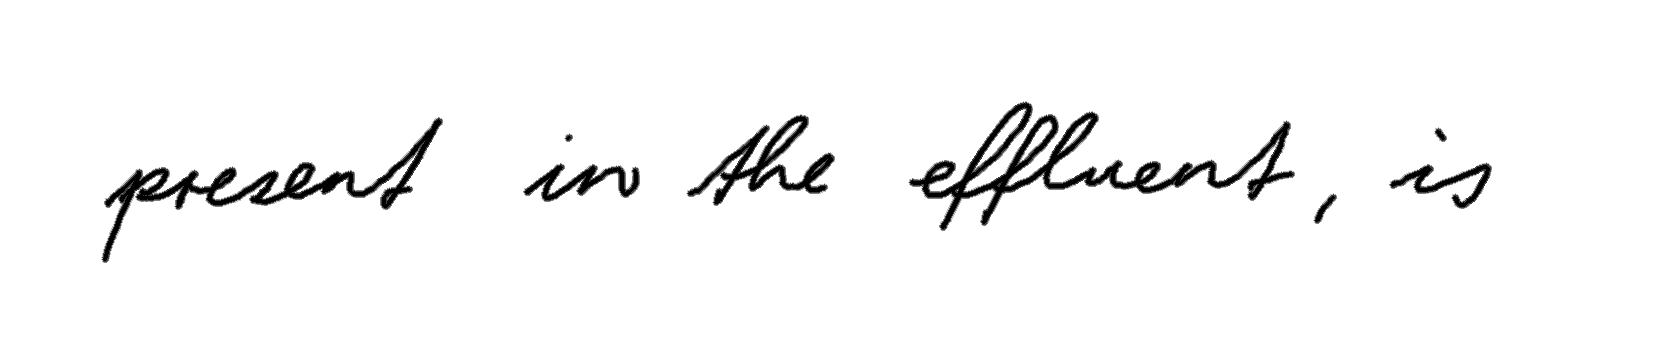 present in the effluent, is